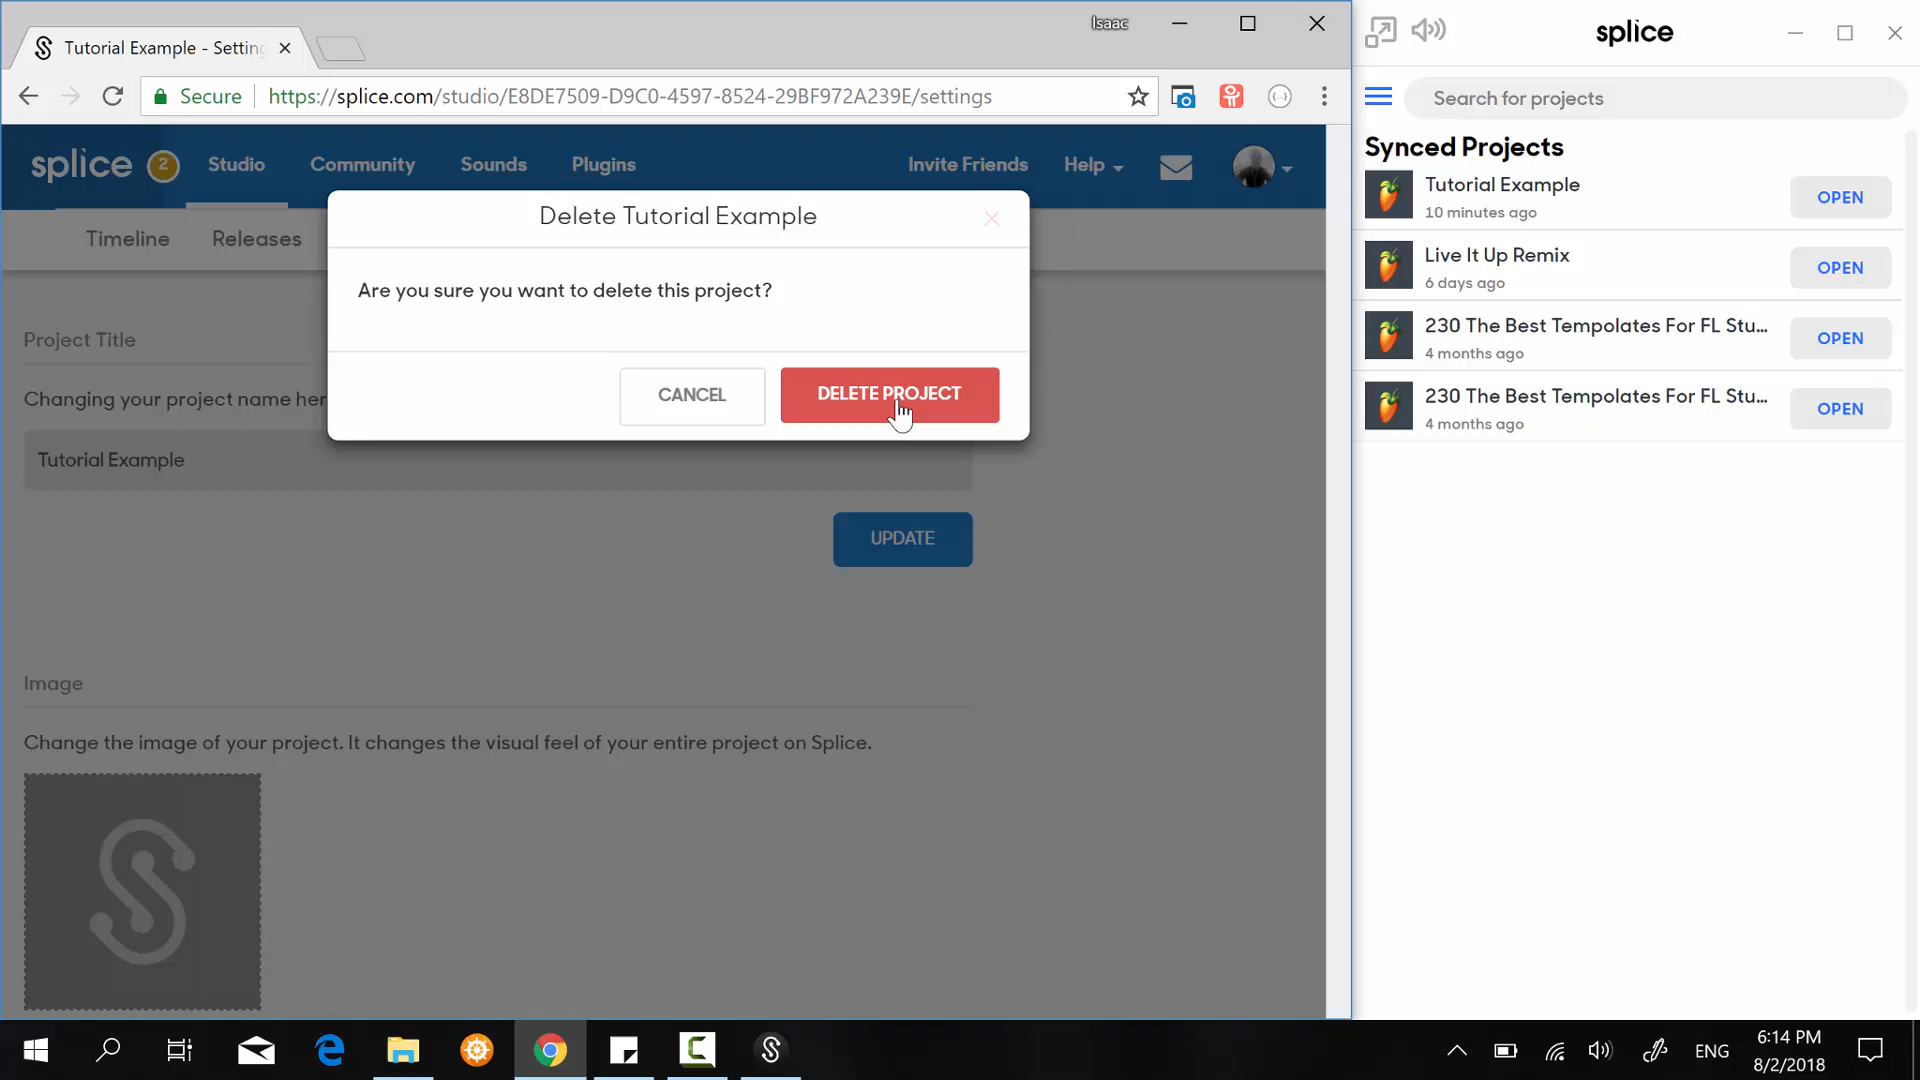 Isaac
Tutorial Example - Setting
Secure
https://splice.com/studio/E8DE7509-D9C0-4597-8524-29BF972A239E/settings
splice 2 Studio Community Sounds Plugins Invite Friends Help
Timeline Releases
Delete Tutorial Example
Are you sure you want to delete this project?
CANCEL DELETE PROJECT
Project Title
Changing your project name her
Tutorial Example
UPDATE
Image
Change the image of your project. It changes the visual feel of your entire project on Splice.
splice
Search for projects
Synced Projects
Tutorial Example
10 minutes ago
OPEN
Live It Up Remix
6 days ago
OPEN
230 The Best Tempolates For FL Stu...
4 months ago
OPEN
230 The Best Tempolates For FL Stu...
4 months ago
OPEN
ENG
6:14 PM
8/2/2018